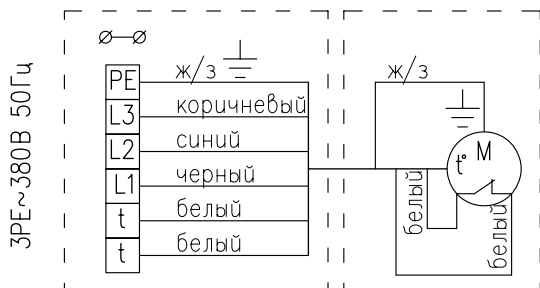 3PE~380В 50Гц
PE ж/з
L3 коричневый
L2 синий
L1 черный
t белый
t белый
ж/з
t° M
белый
белый